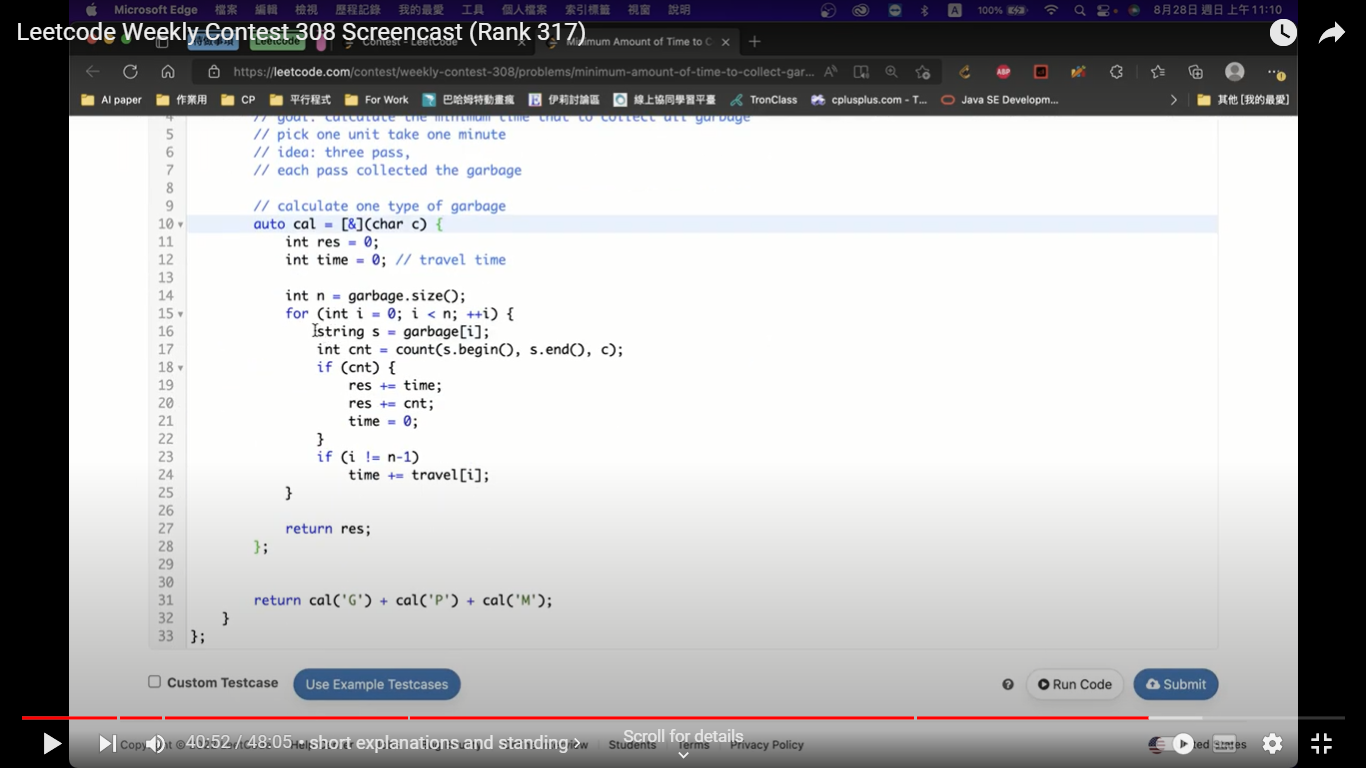 Microsoft Edge 檔案 編輯 檢視 歷程記錄 我的最愛 工具 個人檔案 索引標籤 視窗 說明 A 100% 8月28日 週日 上午11:10
Leetcode Weekly Contest 308 Screencast (Rank 317)
待做事項 Leetcode Contest - LeetCode Minimum Amount of Time to C
https://leetcode.com/contest/weekly-contest-308/problems/minimum-amount-of-time-to-collect-gar... ABP
AI paper 作業用 CP 平行程式 For Work 巴哈姆特動畫瘋 伊莉討論區 線上協同學習平臺 TronClass cplusplus.com - T... Java SE Developm... 其他 [我的最愛]
4 // goal: calculate the minimum time that to collect all garbage
5 // pick one unit take one minute
6 // idea: three pass,
7 // each pass collected the garbage
8
9 // calculate one type of garbage
10 auto cal = [&](char c) {
11 int res = 0;
12 int time = 0; // travel time
13
14 int n = garbage.size();
15 for (int i = 0; i < n; ++i) {
16 string s = garbage[i];
17 int cnt = count(s.begin(), s.end(), c);
18 if (cnt) {
19 res += time;
20 res += cnt;
21 time = 0;
22 }
23 if (i != n-1)
24 time += travel[i];
25 }
26
27 return res;
28 };
29
30
31 return cal('G') + cal('P') + cal('M');
32 }
33 };
Custom Testcase Use Example Testcases Run Code Submit
Scroll for details
40:52 / 48:05 • short explanations and standing
Students Terms Privacy Policy